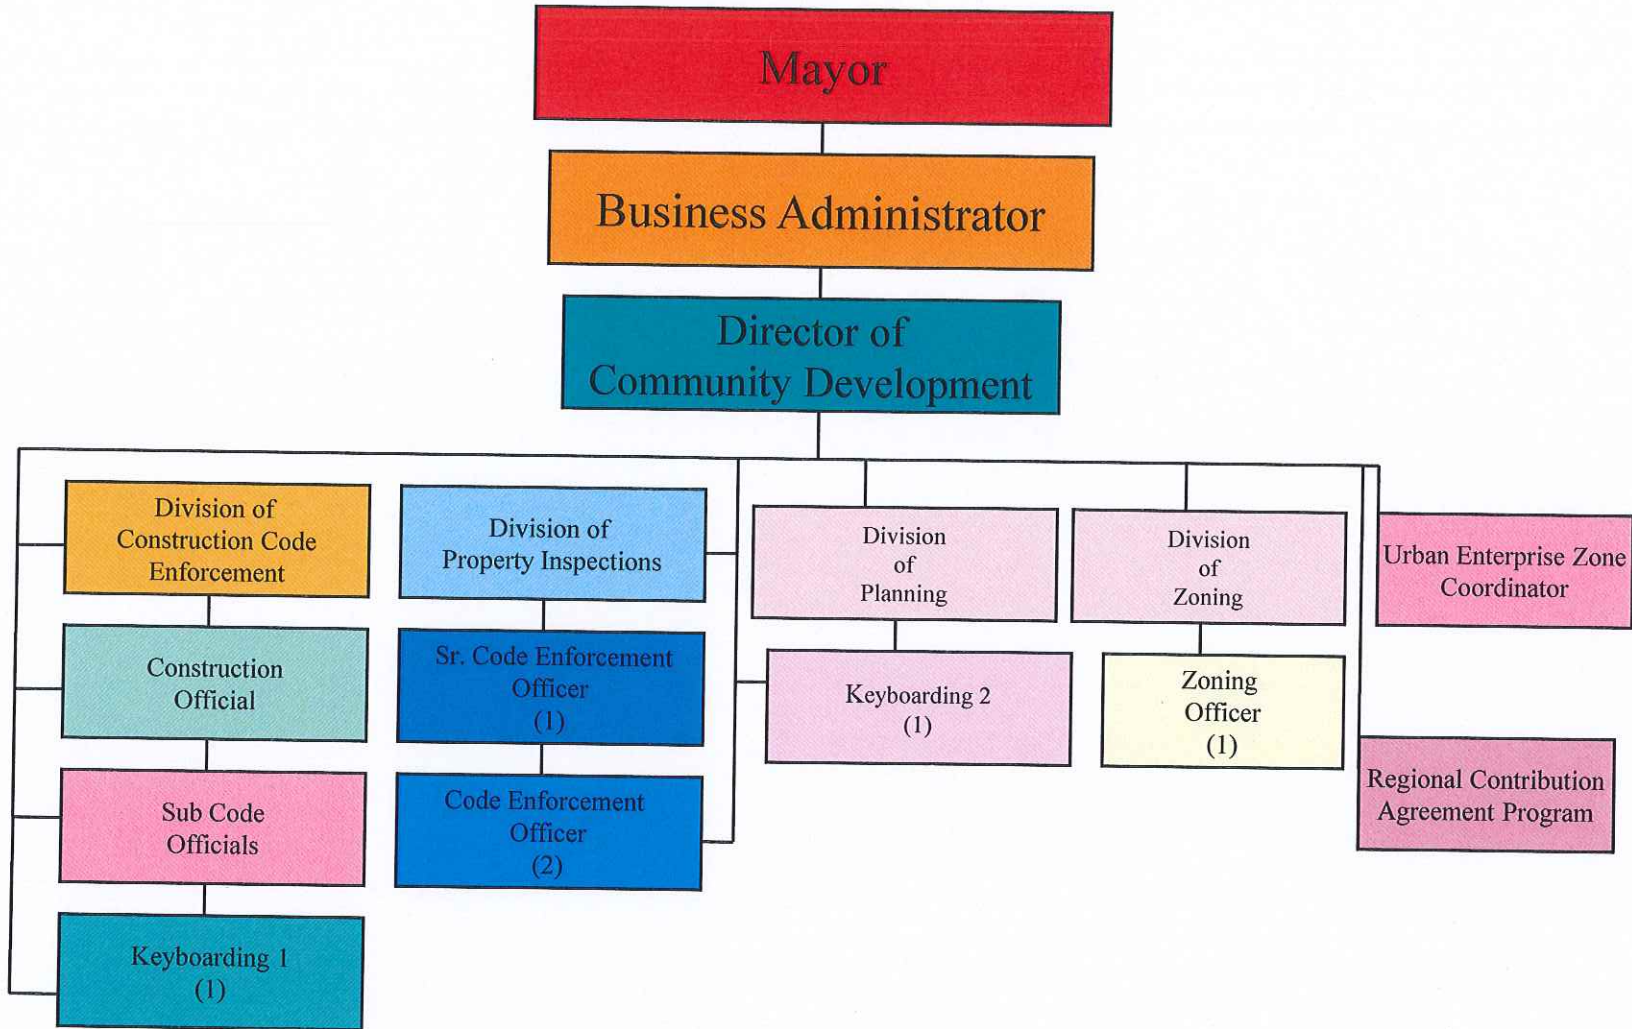 Mayor
Business Administrator
Director of
Community Development
Division of
Construction Code
Enforcement
Construction
Official
Sub Code
Officials
Keyboarding 1
(1)
Division of
Property Inspections
Sr. Code Enforcement
Officer
(1)
Code Enforcement
Officer
(2)
Division
of
Planning
Keyboarding 2
(1)
Division
of
Zoning
Zoning
Officer
(1)
Urban Enterprise Zone
Coordinator
Regional Contribution
Agreement Program